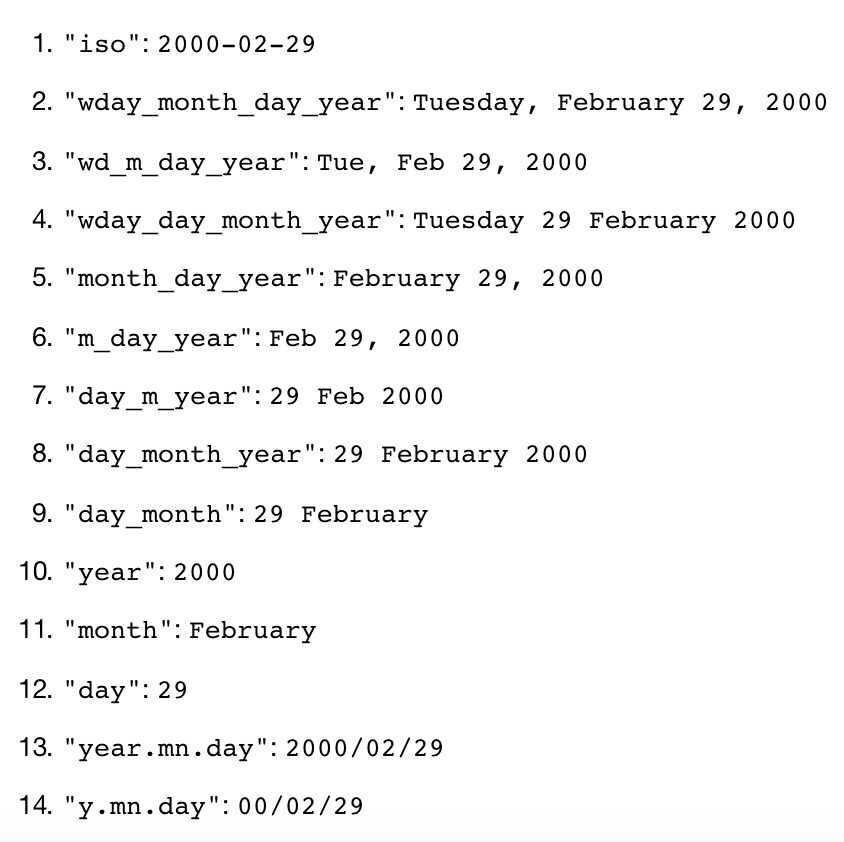 1. "iso": 2000-02-29
2. "wday_month_day_year": Tuesday, February 29, 2000
3. "wd_m_day_year": Tue, Feb 29, 2000
4. "wday_day_month_year": Tuesday 29 February 2000
5. "month_day_year": February 29, 2000
6. "m_day_year": Feb 29, 2000
7. "day_m_year": 29 Feb 2000
8. "day_month_year": 29 February 2000
9. "day_month": 29 February
10. "year": 2000
11. "month": February
12. "day": 29
13. "year.mn.day": 2000/02/29
14. "y.mn.day": 00/02/29